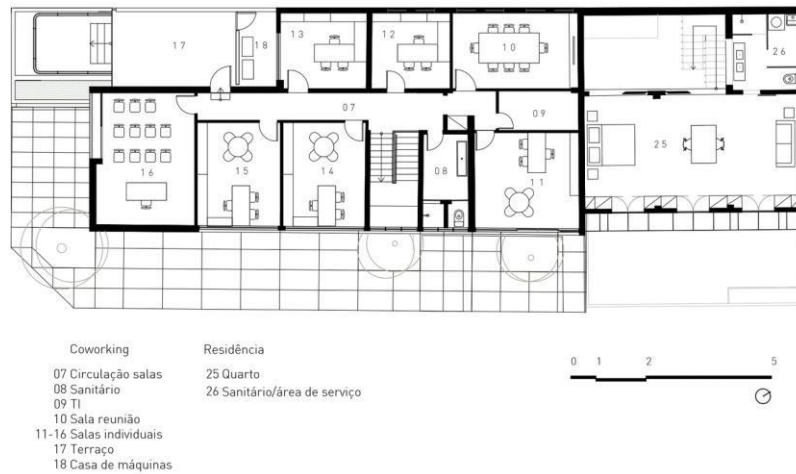 17
18
13
12
10
26
07
09
16
15
14
08
11
25
Coworking
07 Circulação salas
08 Sanitário
09 TI
10 Sala reunião
11-16 Salas individuais
17 Terraço
18 Casa de máquinas
Residência
25 Quarto
26 Sanitário/área de serviço
0 1 2 5